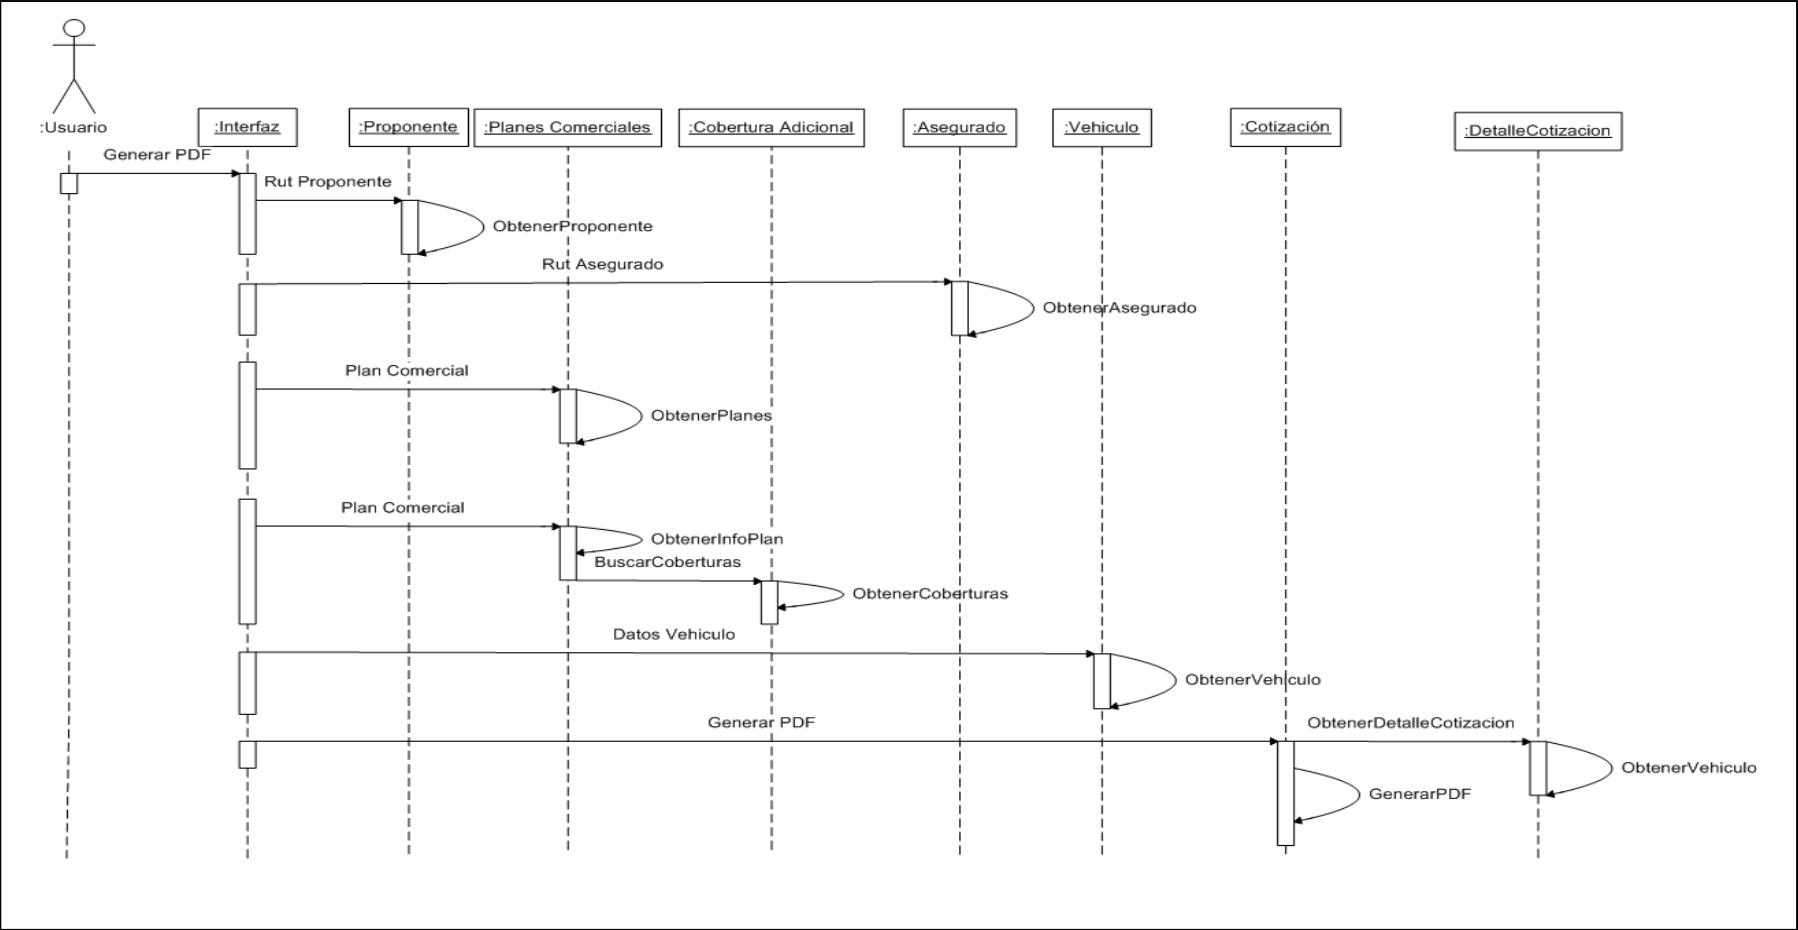 :Usuario
:Interfaz
:Proponente
:Planes Comerciales
:Cobertura Adicional
:Asegurado
:Vehiculo
:Cotización
:DetalleCotizacion
Generar PDF
Rut Proponente
ObtenerProponente
Rut Asegurado
ObtenerAsegurado
Plan Comercial
ObtenerPlanes
Plan Comercial
ObtenerInfoPlan
BuscarCoberturas
ObtenerCoberturas
Datos Vehiculo
ObtenerVehiculo
Generar PDF
ObtenerDetalleCotizacion
ObtenerVehiculo
GenerarPDF